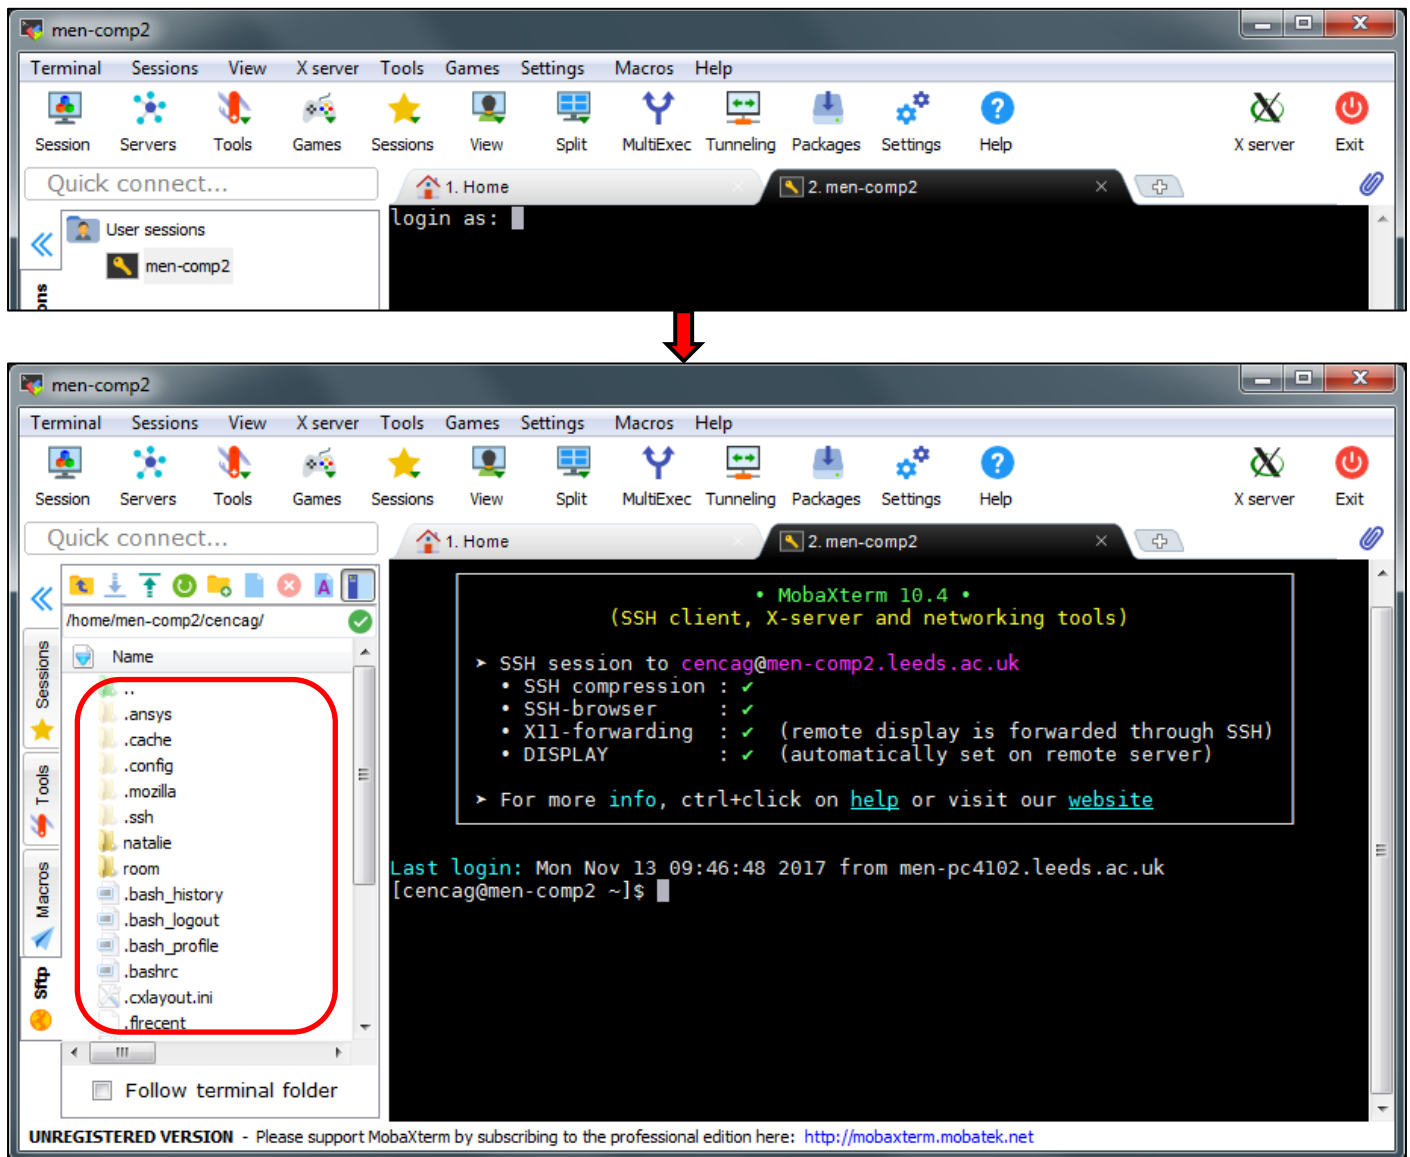 men-comp2
Terminal Sessions View X server Tools Games Settings Macros Help
Session Servers Tools Games Sessions View Split MultiExec Tunneling Packages Settings Help X server Exit
Quick connect... 1. Home 2. men-comp2
User sessions
men-comp2
login as:
men-comp2
Terminal Sessions View X server Tools Games Settings Macros Help
Session Servers Tools Games Sessions View Split MultiExec Tunneling Packages Settings Help X server Exit
Quick connect... 1. Home 2. men-comp2
/home/men-comp2/cencag/
Sessions
Tools
Macros
Sftp
Name
..
.ansys
.cache
.config
.mozilla
.ssh
natalie
room
.bash_history
.bash_logout
.bash_profile
.bashrc
.cxlayout.ini
.flrecent
Follow terminal folder
• MobaXterm 10.4 •
(SSH client, X-server and networking tools)
➤ SSH session to cencag@men-comp2.leeds.ac.uk
• SSH compression : ✔
• SSH-browser : ✔
• X11-forwarding : ✔ (remote display is forwarded through SSH)
• DISPLAY : ✔ (automatically set on remote server)
➤ For more info, ctrl+click on help or visit our website
Last login: Mon Nov 13 09:46:48 2017 from men-pc4102.leeds.ac.uk
[cencag@men-comp2 ~]$
UNREGISTERED VERSION - Please support MobaXterm by subscribing to the professional edition here: http://mobaxterm.mobatek.net